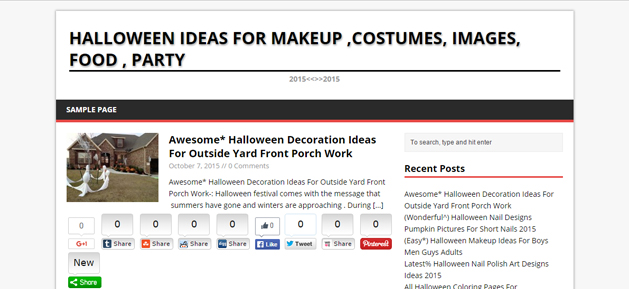 HALLOWEEN IDEAS FOR MAKEUP ,COSTUMES, IMAGES,
FOOD , PARTY
2015<<>>2015
SAMPLE PAGE
Awesome* Halloween Decoration Ideas
For Outside Yard Front Porch Work
October 7, 2015 // 0 Comments
Awesome* Halloween Decoration Ideas For Outside Yard Front
Porch Work-: Halloween festival comes with the message that
summers have gone and winters are approaching . During [...]
0 0 0 0 0 0 0 0 0
G+1 Share Share Share Share Like Tweet Share Pinterest
New
Share
To search, type and hit enter
Recent Posts
Awesome* Halloween Decoration Ideas For
Outside Yard Front Porch Work
(Wonderful^) Halloween Nail Designs
Pumpkin Pictures For Short Nails 2015
(Easy*) Halloween Makeup Ideas For Boys
Men Guys Adults
Latest% Halloween Nail Polish Art Designs
Ideas 2015
All Halloween Coloring Pages For